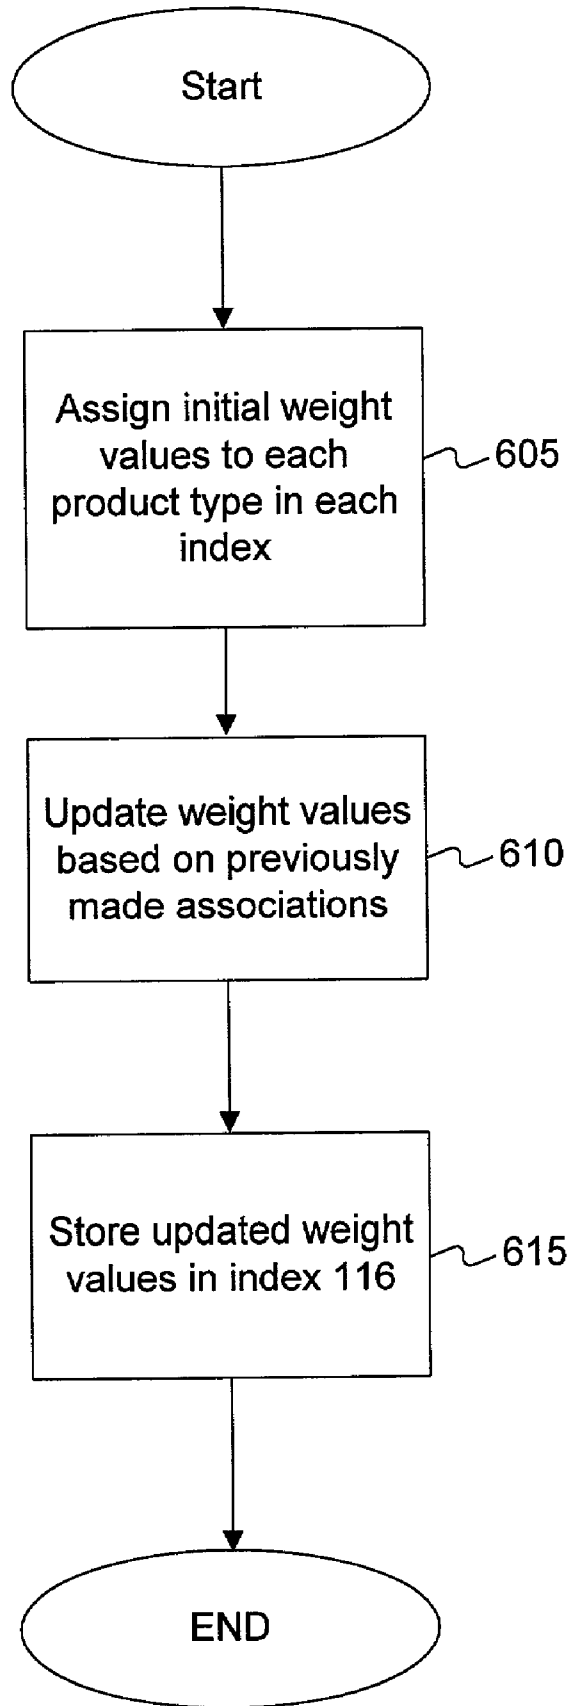 Start
Assign initial weight
values to each
product type in each
index
605
Update weight values
based on previously
made associations
610
Store updated weight
values in index 116
615
END